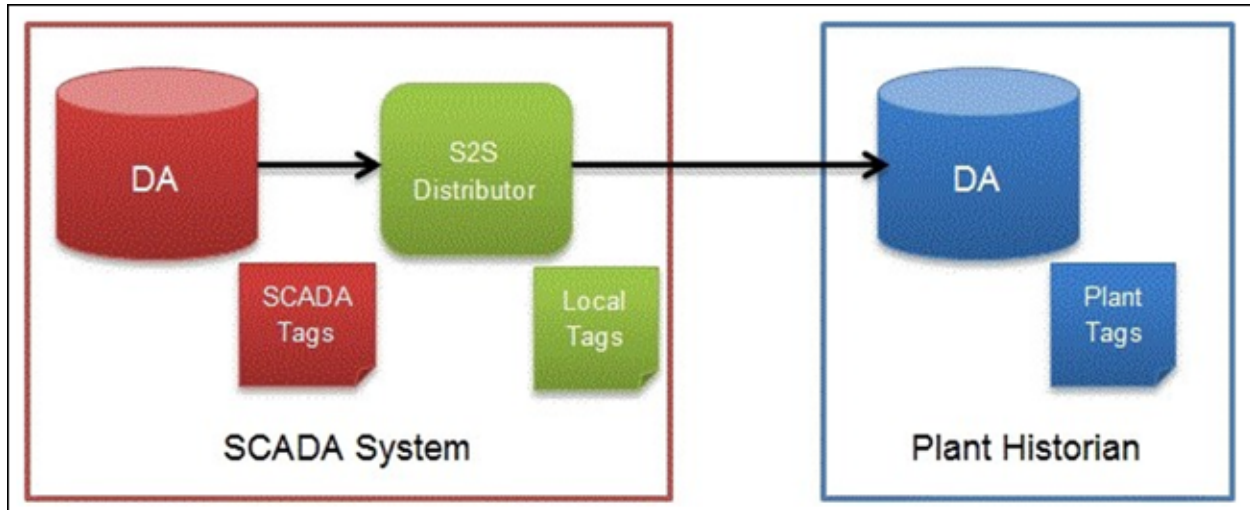 DA
S2S
Distributor
DA
SCADA
Tags
Local
Tags
Plant
Tags
SCADA System
Plant Historian